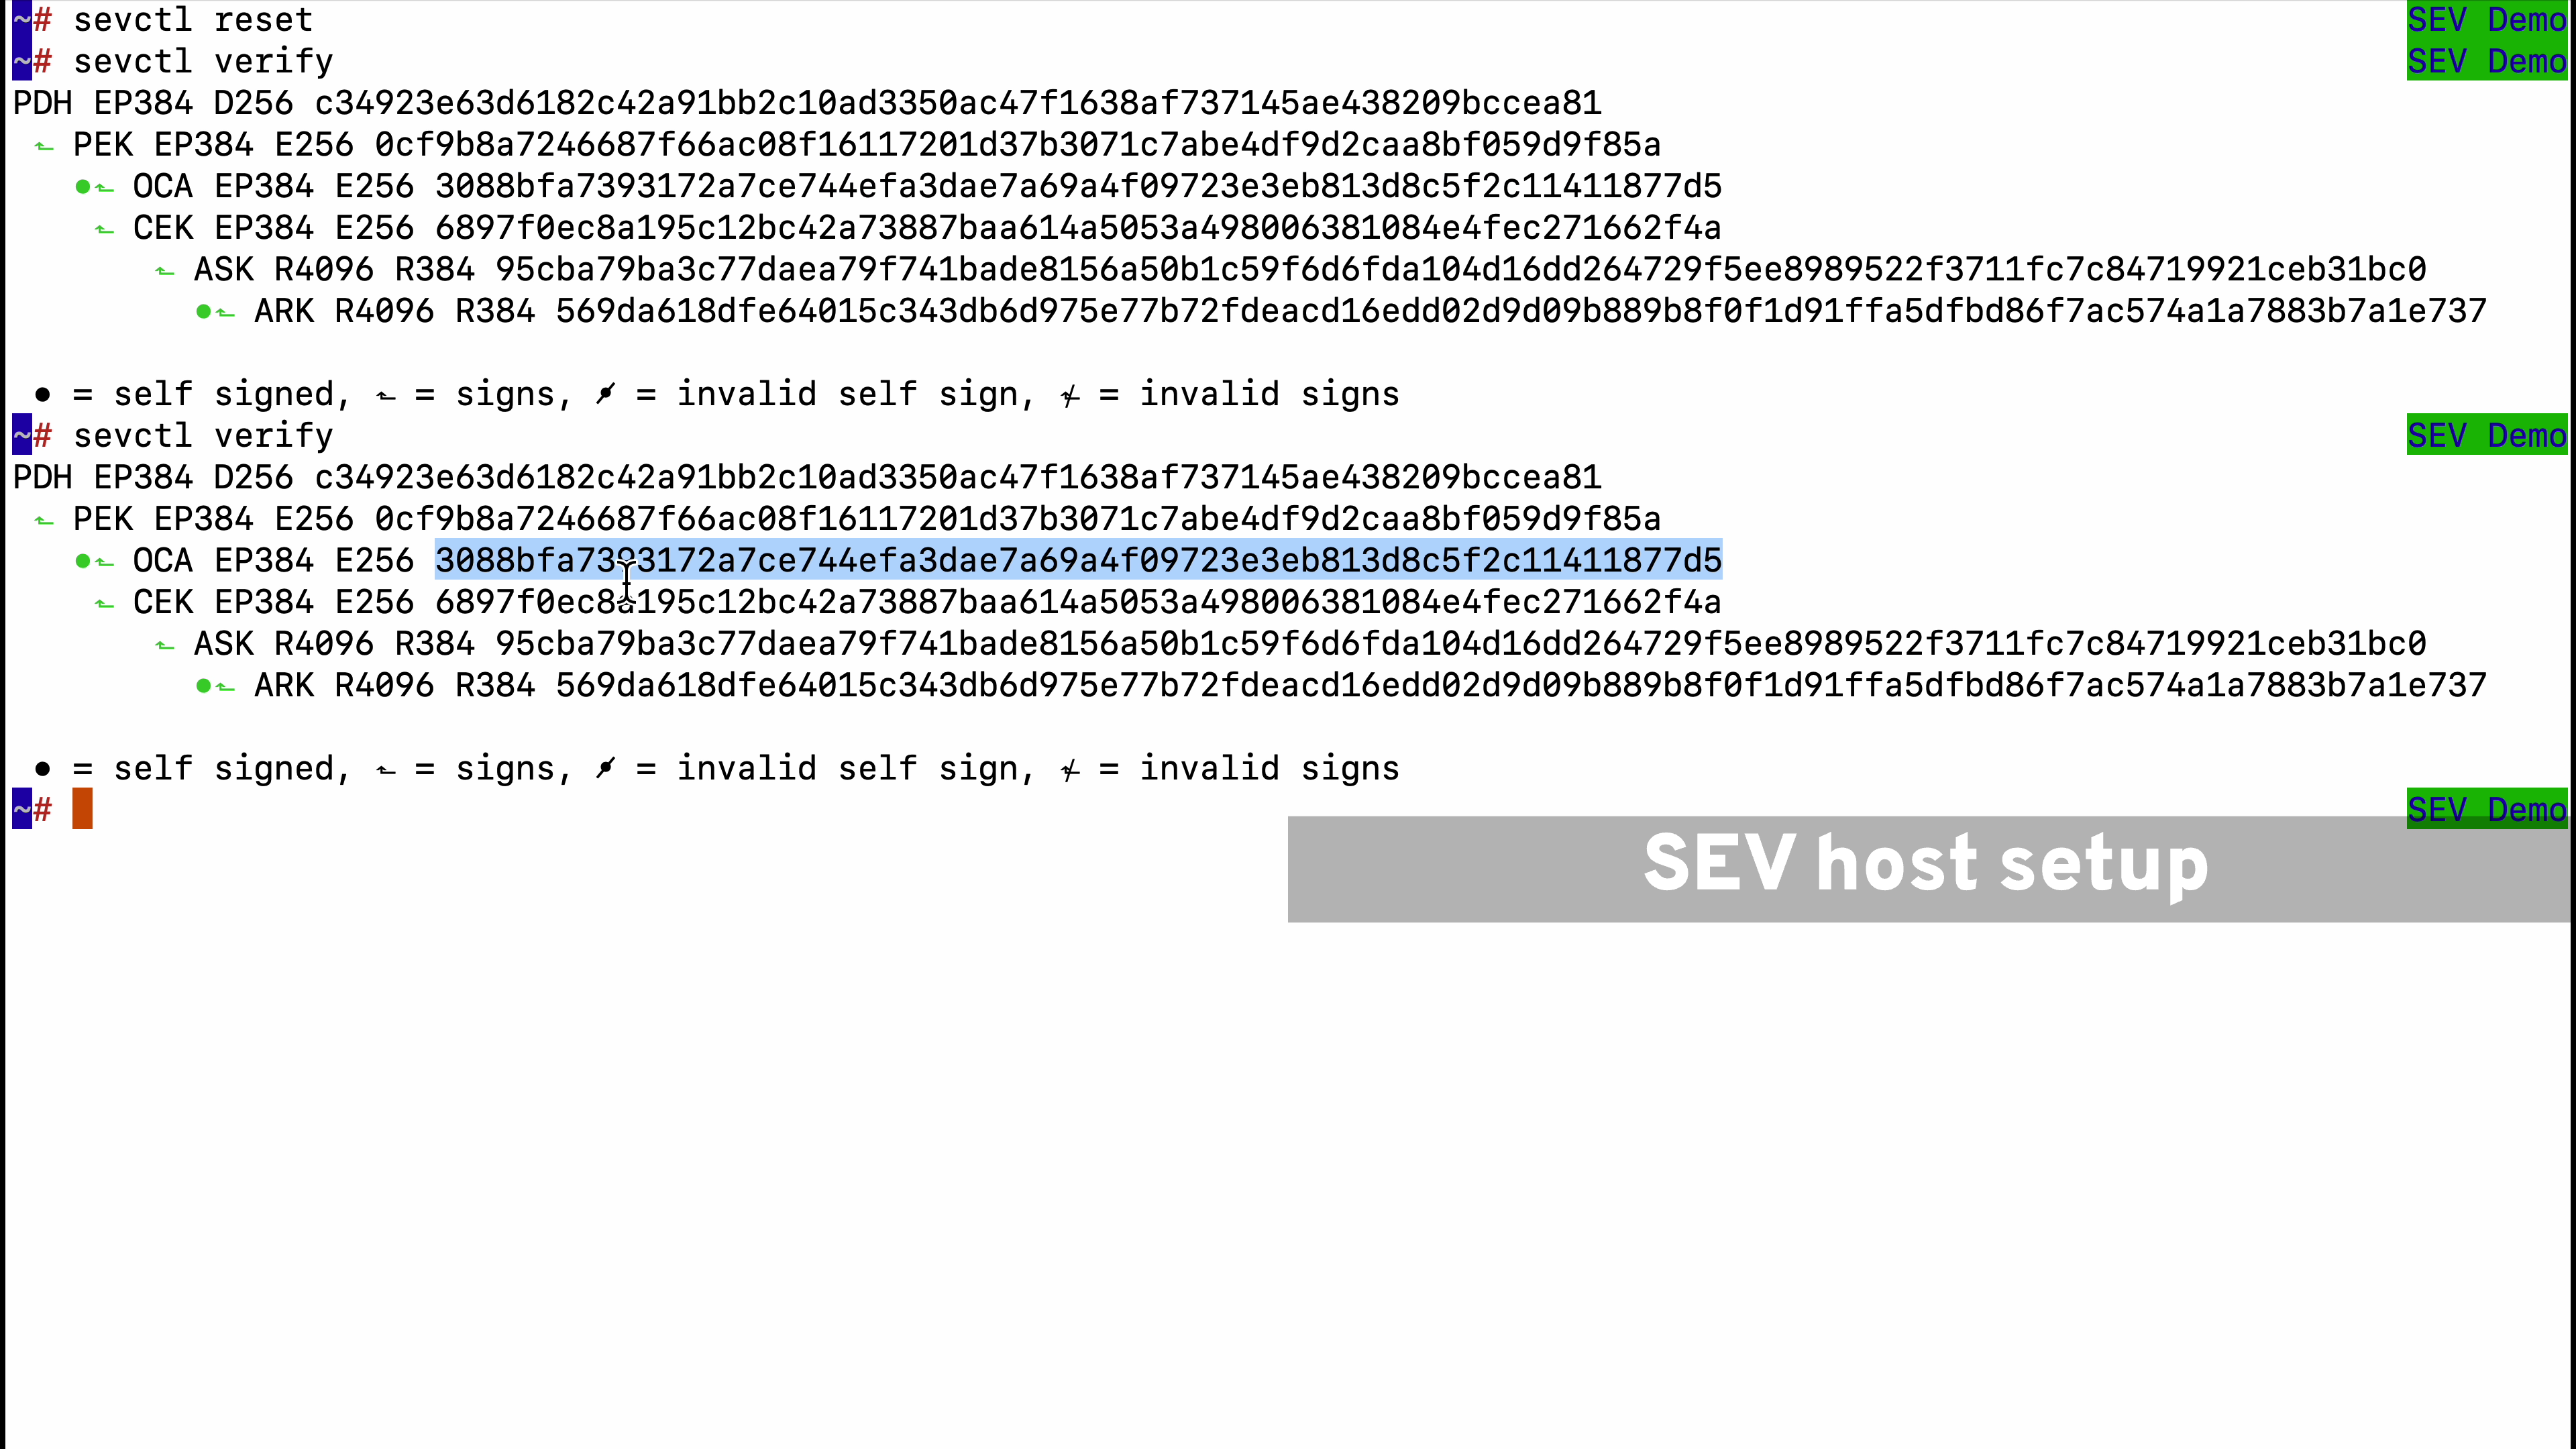 ~# sevctl reset SEV Demo
~# sevctl verify SEV Demo
PDH EP384 D256 c34923e63d6182c42a91bb2c10ad3350ac47f1638af737145ae438209bccea81
⬑ PEK EP384 E256 0cf9b8a7246687f66ac08f16117201d37b3071c7abe4df9d2caa8bf059d9f85a
•⬑ OCA EP384 E256 3088bfa7393172a7ce744efa3dae7a69a4f09723e3eb813d8c5f2c11411877d5
⬑ CEK EP384 E256 6897f0ec8a195c12bc42a73887baa614a5053a498006381084e4fec271662f4a
⬑ ASK R4096 R384 95cba79ba3c77daea79f741bade8156a50b1c59f6d6fda104d16dd264729f5ee8989522f3711fc7c84719921ceb31bc0
•⬑ ARK R4096 R384 569da618dfe64015c343db6d975e77b72fdeacd16edd02d9d09b889b8f0f1d91ffa5dfbd86f7ac574a1a7883b7a1e737
• = self signed, ⬑ = signs, •̷ = invalid self sign, ⬑̸ = invalid signs
~# sevctl verify SEV Demo
PDH EP384 D256 c34923e63d6182c42a91bb2c10ad3350ac47f1638af737145ae438209bccea81
⬑ PEK EP384 E256 0cf9b8a7246687f66ac08f16117201d37b3071c7abe4df9d2caa8bf059d9f85a
•⬑ OCA EP384 E256 3088bfa7393172a7ce744efa3dae7a69a4f09723e3eb813d8c5f2c11411877d5
⬑ CEK EP384 E256 6897f0ec8a195c12bc42a73887baa614a5053a498006381084e4fec271662f4a
⬑ ASK R4096 R384 95cba79ba3c77daea79f741bade8156a50b1c59f6d6fda104d16dd264729f5ee8989522f3711fc7c84719921ceb31bc0
•⬑ ARK R4096 R384 569da618dfe64015c343db6d975e77b72fdeacd16edd02d9d09b889b8f0f1d91ffa5dfbd86f7ac574a1a7883b7a1e737
• = self signed, ⬑ = signs, •̷ = invalid self sign, ⬑̸ = invalid signs
~# SEV Demo
SEV host setup